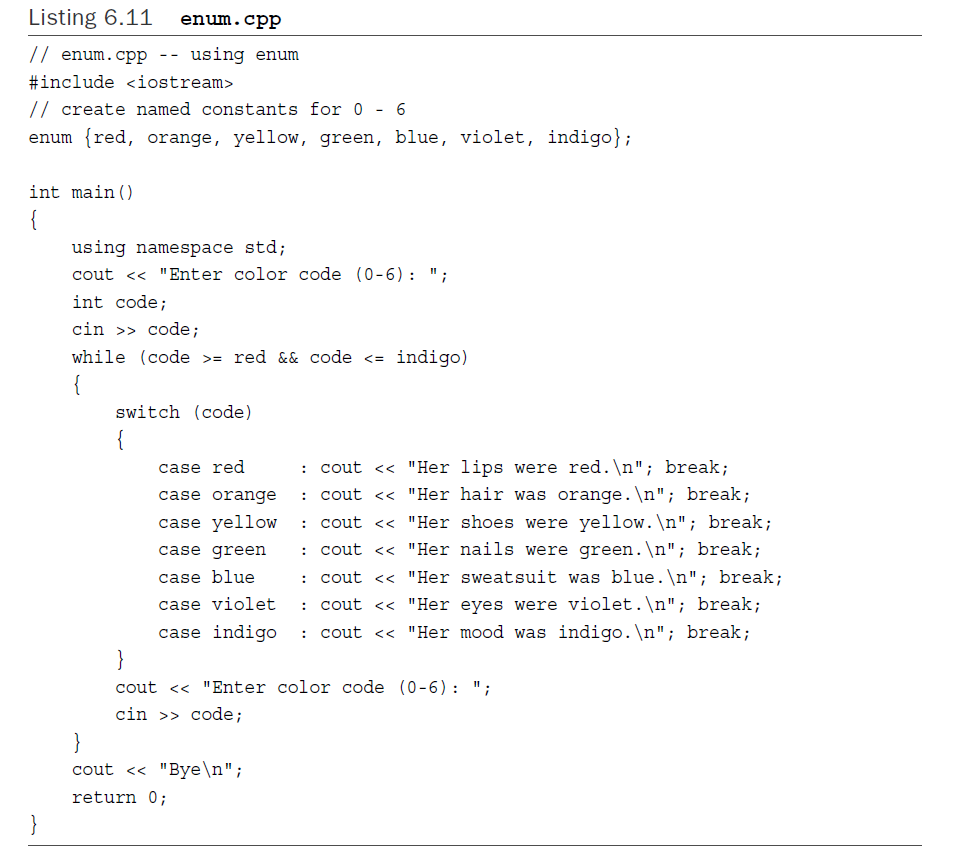 Listing 6.11 enum.cpp
// enum.cpp -- using enum
#include <iostream>
// create named constants for 0 - 6
enum {red, orange, yellow, green, blue, violet, indigo};

int main()
{
    using namespace std;
    cout << "Enter color code (0-6): ";
    int code;
    cin >> code;
    while (code >= red && code <= indigo)
    {
        switch (code)
        {
            case red     : cout << "Her lips were red.\n"; break;
            case orange  : cout << "Her hair was orange.\n"; break;
            case yellow  : cout << "Her shoes were yellow.\n"; break;
            case green   : cout << "Her nails were green.\n"; break;
            case blue    : cout << "Her sweatsuit was blue.\n"; break;
            case violet  : cout << "Her eyes were violet.\n"; break;
            case indigo  : cout << "Her mood was indigo.\n"; break;
        }
        cout << "Enter color code (0-6): ";
        cin >> code;
    }
    cout << "Bye\n";
    return 0;
}